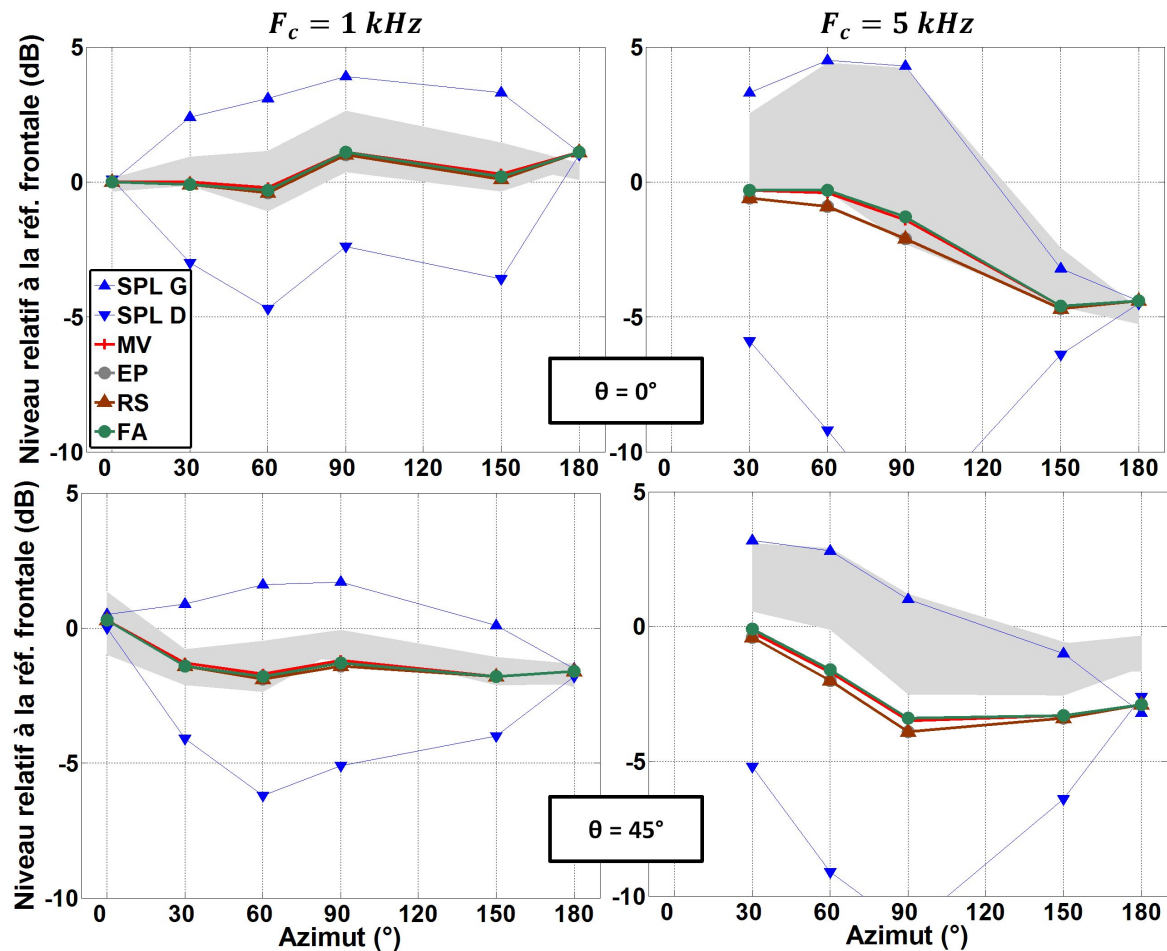 F_c = 1 kHz
F_c = 5 kHz
Niveau relatif à la réf. frontale (dB)
5
0
-5
-10
SPL G
SPL D
MV
EP
RS
FA
0 30 60 90 120 150 180
5
0
-5
-10
0 30 60 90 120 150 180
θ = 0°
Niveau relatif à la réf. frontale (dB)
5
0
-5
-10
0 30 60 90 120 150 180
Azimut (°)
5
0
-5
-10
0 30 60 90 120 150 180
Azimut (°)
θ = 45°